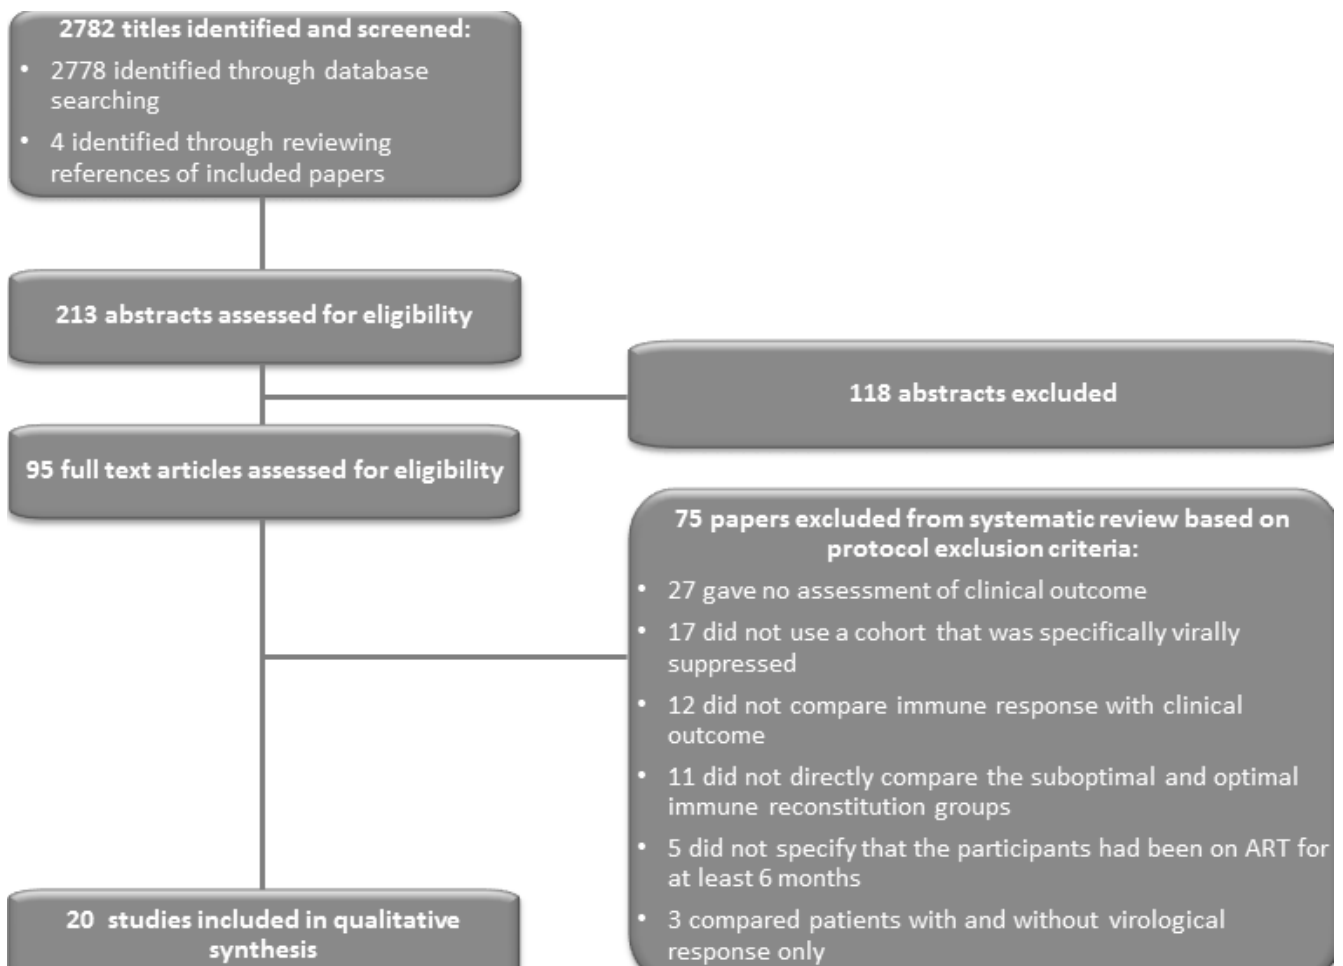 2782 titles identified and screened:
• 2778 identified through database
searching
• 4 identified through reviewing
references of included papers
213 abstracts assessed for eligibility
118 abstracts excluded
95 full text articles assessed for eligibility
75 papers excluded from systematic review based on
protocol exclusion criteria:
• 27 gave no assessment of clinical outcome
• 17 did not use a cohort that was specifically virally
suppressed
• 12 did not compare immune response with clinical
outcome
• 11 did not directly compare the suboptimal and optimal
immune reconstitution groups
• 5 did not specify that the participants had been on ART for
at least 6 months
• 3 compared patients with and without virological
response only
20 studies included in qualitative
synthesis